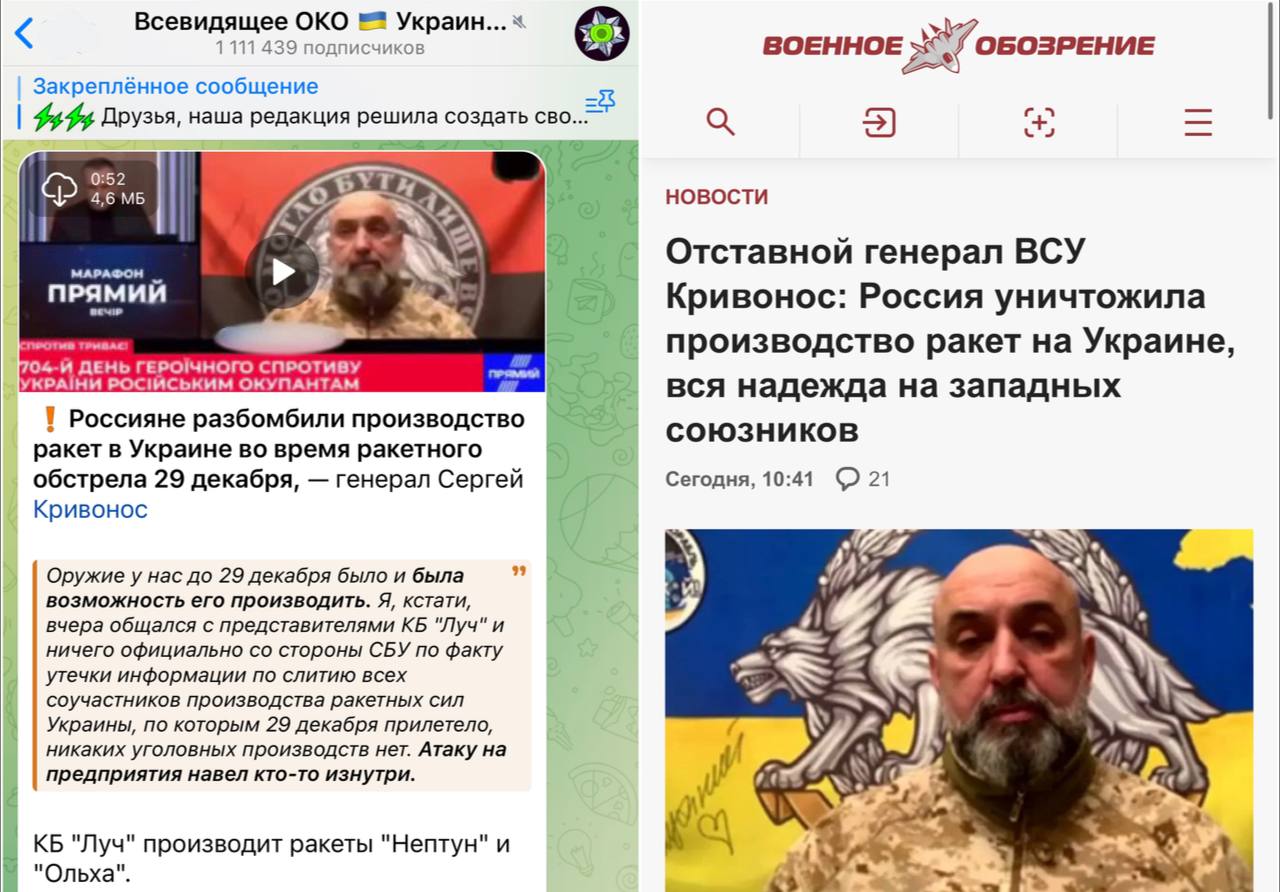 Всевидящее ОКО 🇺🇦 Украин...
1 111 439 подписчиков
Закреплённое сообщение
⚡⚡ Друзья, наша редакция решила создать сво...
0:52
4,6 МБ
МАРАФОН
ПРЯМИЙ
ВЕЧІР
ОГЛО БУТИ ЛИШЕ
СПРОТИВ ТРИВАЄ!
704-Й ДЕНЬ ГЕРОЇЧНОГО СПРОТИВУ
УКРАЇНИ РОСІЙСЬКИМ ОКУПАНТАМ
ПРЯМИЙ
❗ Россияне разбомбили производство
ракет в Украине во время ракетного
обстрела 29 декабря, — генерал Сергей
Кривонос
Оружие у нас до 29 декабря было и была
возможность его производить. Я, кстати,
вчера общался с представителями КБ "Луч" и
ничего официально со стороны СБУ по факту
утечки информации по слитию всех
соучастников производства ракетных сил
Украины, по которым 29 декабря прилетело,
никаких уголовных производств нет. Атаку на
предприятия навел кто-то изнутри.
КБ "Луч" производит ракеты "Нептун" и
"Ольха".
ВОЕННОЕ ОБОЗРЕНИЕ
НОВОСТИ
Отставной генерал ВСУ
Кривонос: Россия уничтожила
производство ракет на Украине,
вся надежда на западных
союзников
Сегодня, 10:41
21